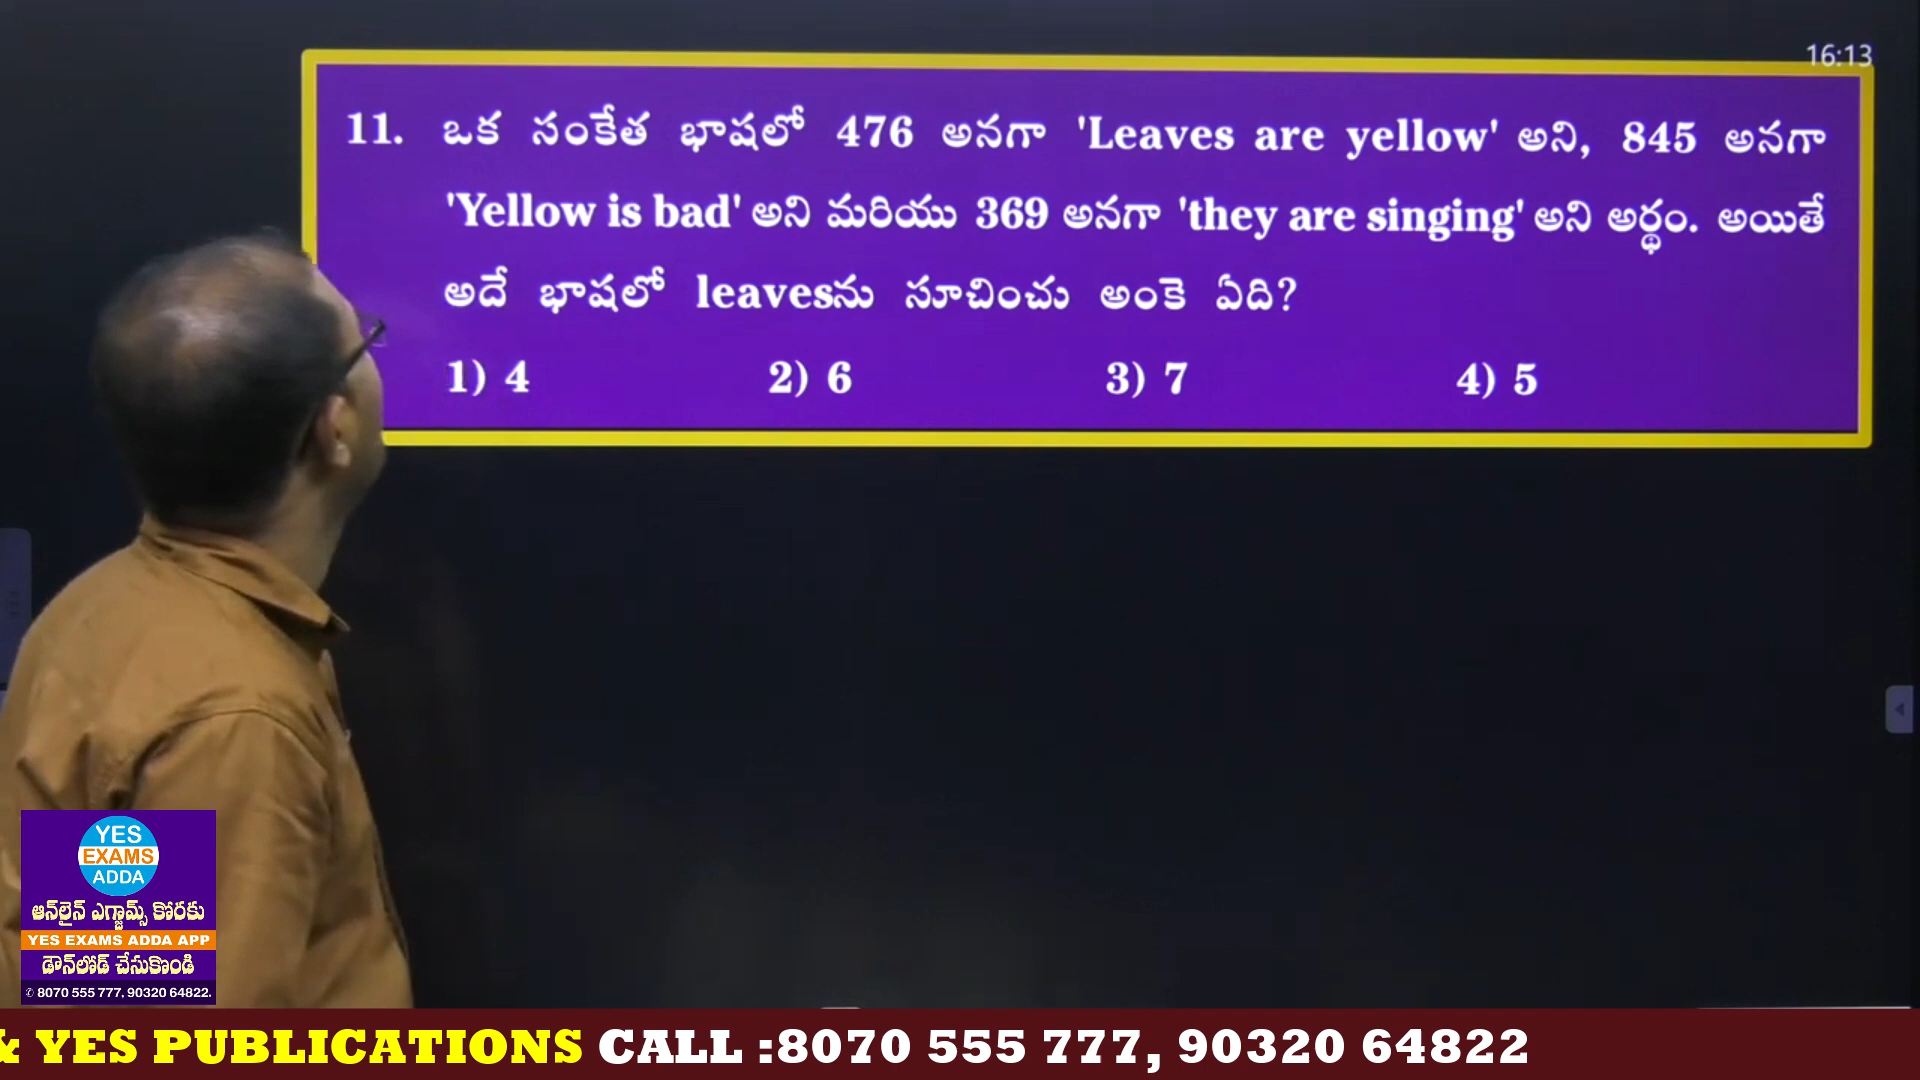 16:13
11. ఒక సంకేత భాషలో 476 అనగా 'Leaves are yellow' అని, 845 అనగా
'Yellow is bad' అని మరియు 369 అనగా 'they are singing' అని అర్థం. అయితే
అదే భాషలో leavesను సూచించు అంకె ఏది?
1) 4 2) 6 3) 7 4) 5
YES
EXAMS
ADDA
ఆన్‌లైన్ ఎగ్జామ్స్ కోరకు
YES EXAMS ADDA APP
డౌన్‌లోడ్ చేసుకొండి
✆ 8070 555 777, 90320 64822.
& YES PUBLICATIONS CALL :8070 555 777, 90320 64822